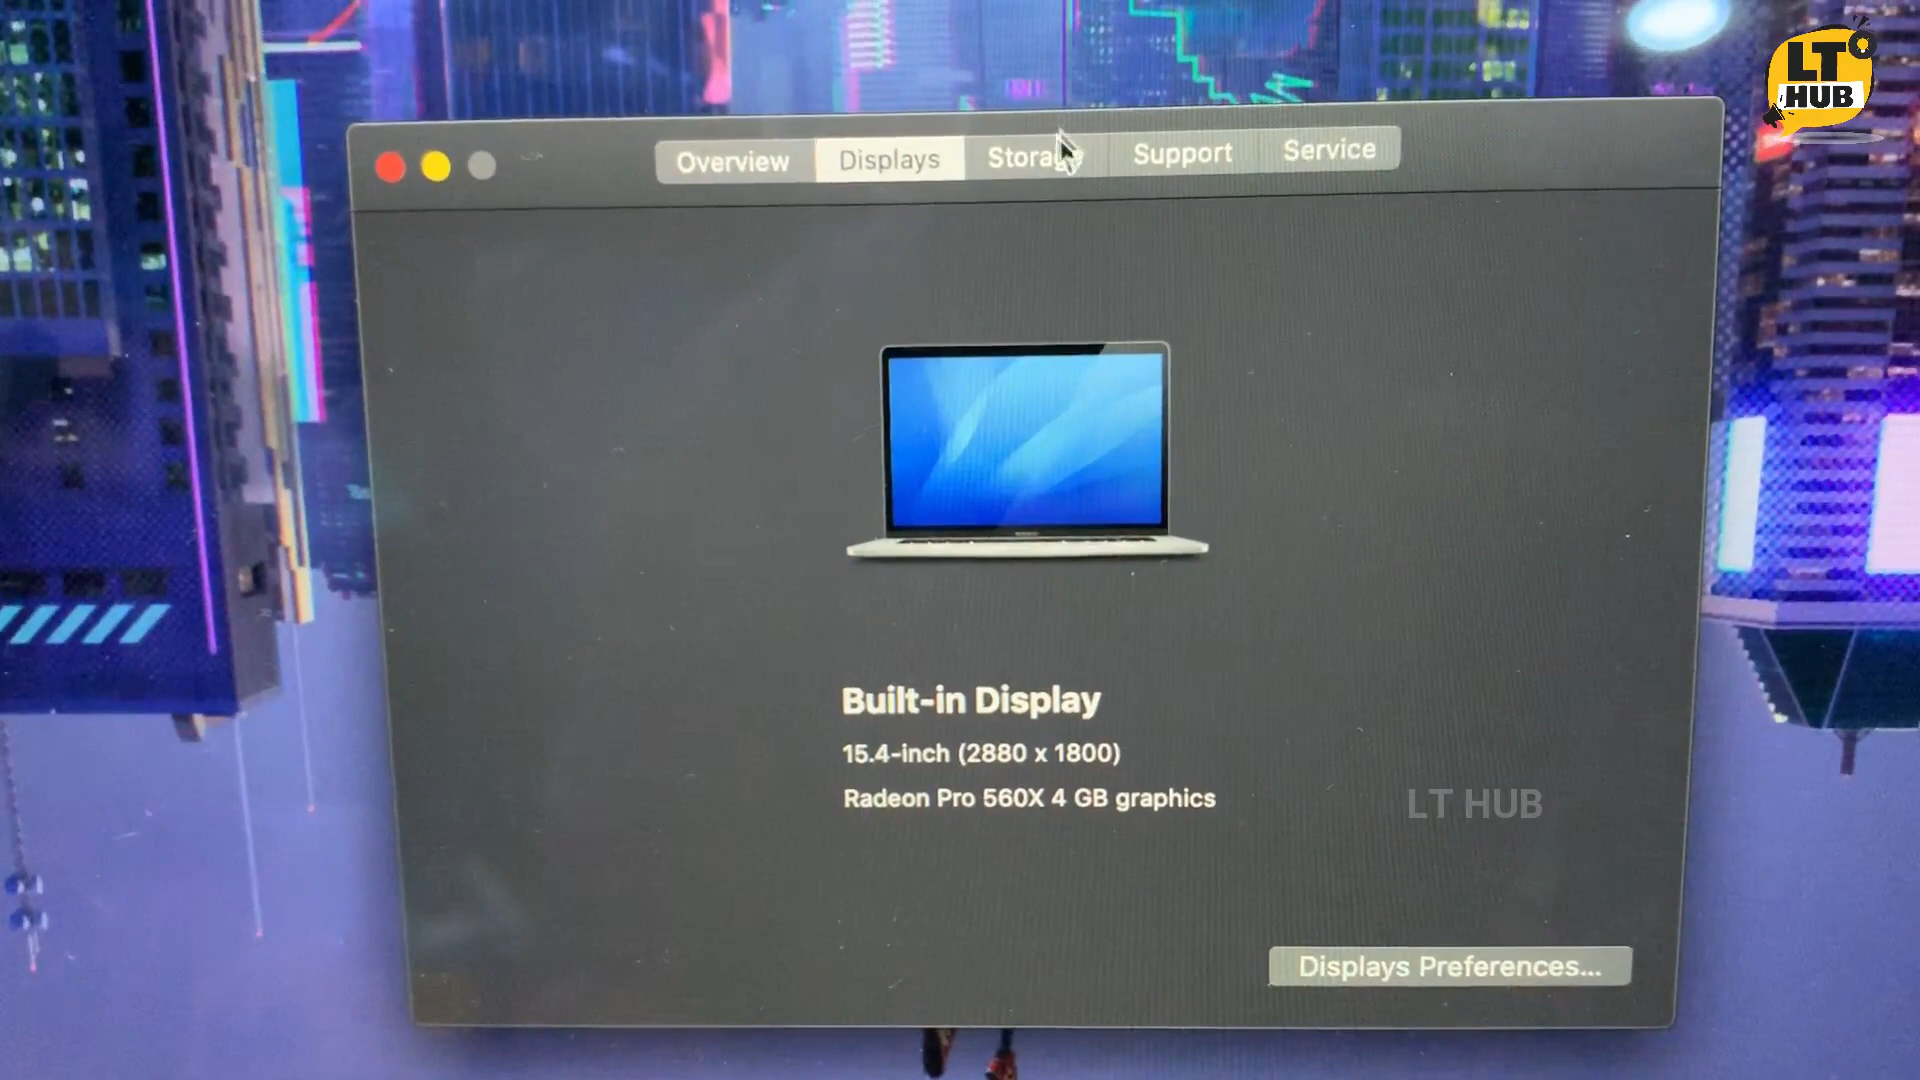 LT
HUB
Overview Displays Storage Support Service
Built-in Display
15.4-inch (2880 x 1800)
Radeon Pro 560X 4 GB graphics
LT HUB
Displays Preferences...